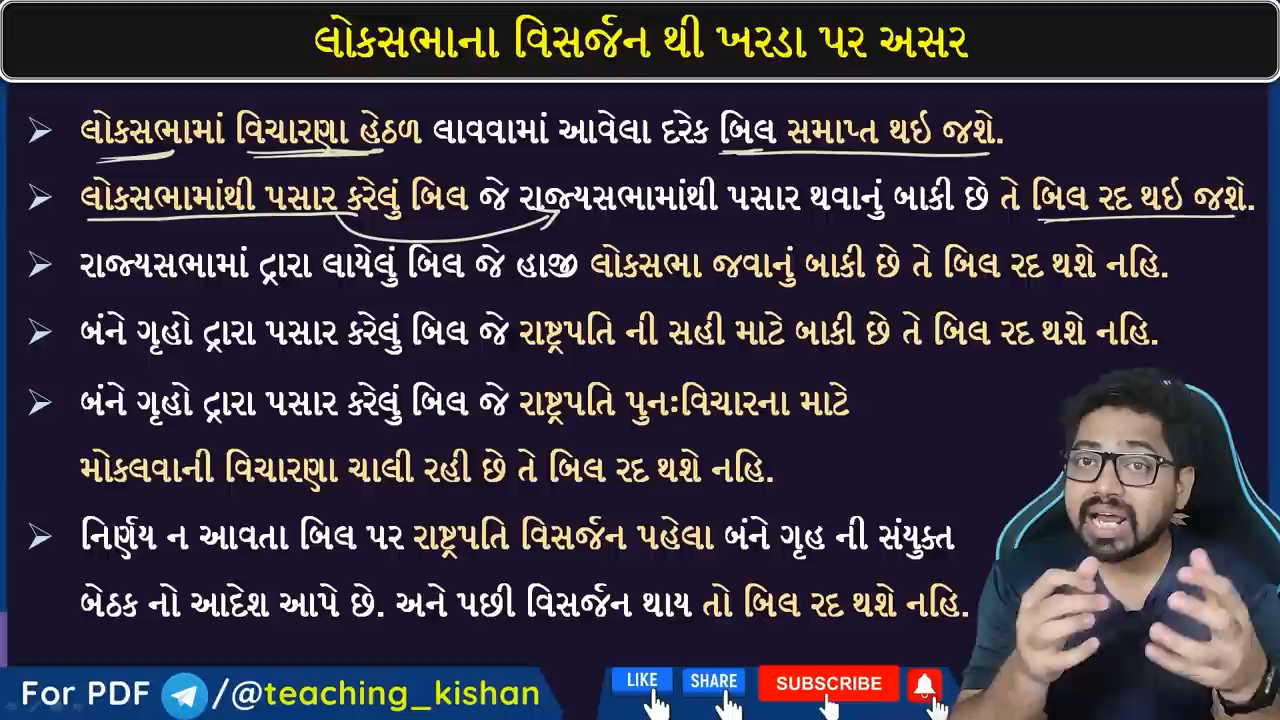 લોકસભાના વિસર્જન થી ખરડા પર અસર
➢ લોકસભામાં વિચારણા હેઠળ લાવવામાં આવેલા દરેક બિલ સમાપ્ત થઇ જશે.
➢ લોકસભામાંથી પસાર કરેલું બિલ જે રાજ્યસભામાંથી પસાર થવાનું બાકી છે તે બિલ રદ થઇ જશે.
➢ રાજ્યસભામાં દ્રારા લાયેલું બિલ જે હાજી લોકસભા જવાનું બાકી છે તે બિલ રદ થશે નહિ.
➢ બંને ગૃહો દ્રારા પસાર કરેલું બિલ જે રાષ્ટ્રપતિ ની સહી માટે બાકી છે તે બિલ રદ થશે નહિ.
➢ બંને ગૃહો દ્રારા પસાર કરેલું બિલ જે રાષ્ટ્રપતિ પુનઃવિચારના માટે
મોકલવાની વિચારણા ચાલી રહી છે તે બિલ રદ થશે નહિ.
➢ નિર્ણય ન આવતા બિલ પર રાષ્ટ્રપતિ વિસર્જન પહેલા બંને ગૃહ ની સંયુક્ત
બેઠક નો આદેશ આપે છે. અને પછી વિસર્જન થાય તો બિલ રદ થશે નહિ.
For PDF /@teaching_kishan
LIKE SHARE SUBSCRIBE